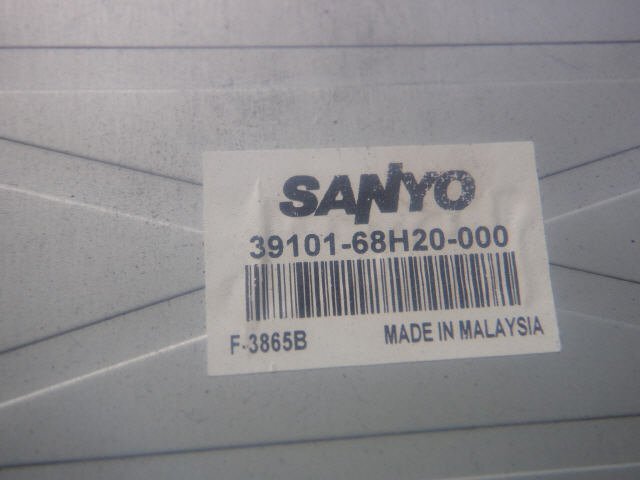 SANYO
39101-68H20-000
F-3865B MADE IN MALAYSIA